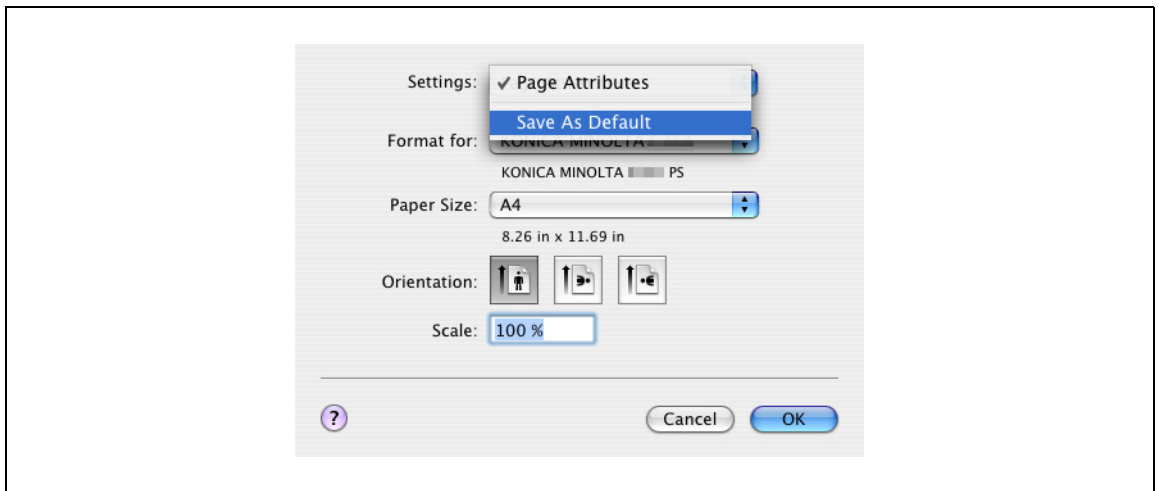 Settings: ✓ Page Attributes
Save As Default
Format for: KONICA MINOLTA
KONICA MINOLTA PS
Paper Size: A4
8.26 in x 11.69 in
Orientation:
Scale: 100 %
? Cancel OK